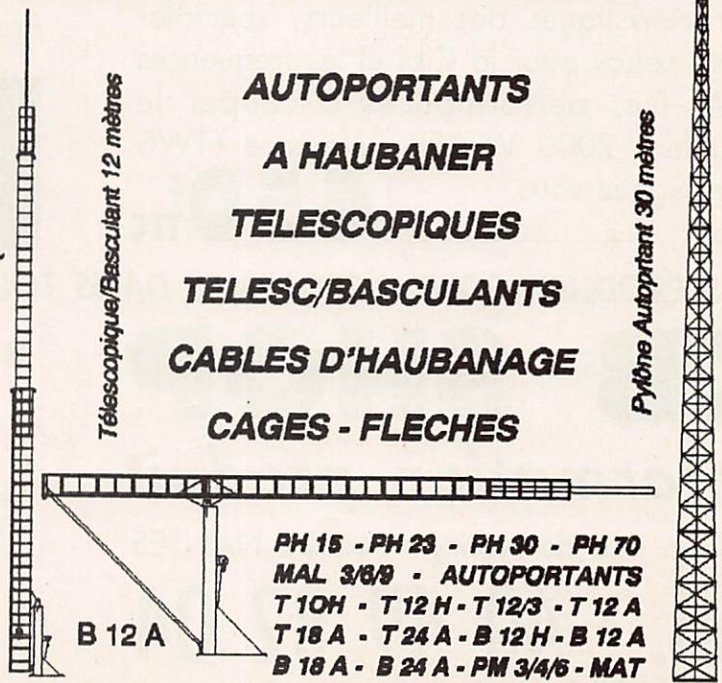 AUTOPORTANTS
A HAUBANER
TELESCOPIQUES
TELESC/BASCULANTS
CABLES D'HAUBANAGE
CAGES - FLECHES
Télescopique/Basculant 12 mètres
Pylône Autoprtant 30 mètres
B 12 A
PH 15 - PH 23 - PH 30 - PH 70
MAL 3/6/9 - AUTOPORTANTS
T 10H - T 12 H - T 12/3 - T 12 A
T 18 A - T 24 A - B 12 H - B 12 A
B 18 A - B 24 A - PM 3/4/6 - MAT